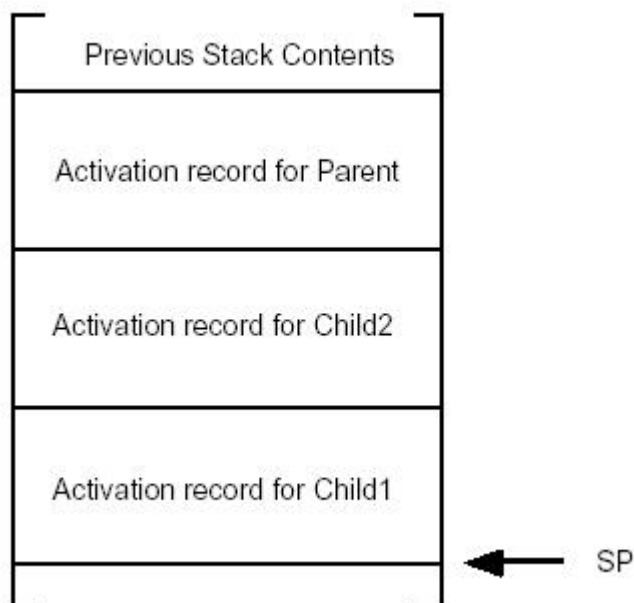 Previous Stack Contents
Activation record for Parent
Activation record for Child2
Activation record for Child1
SP